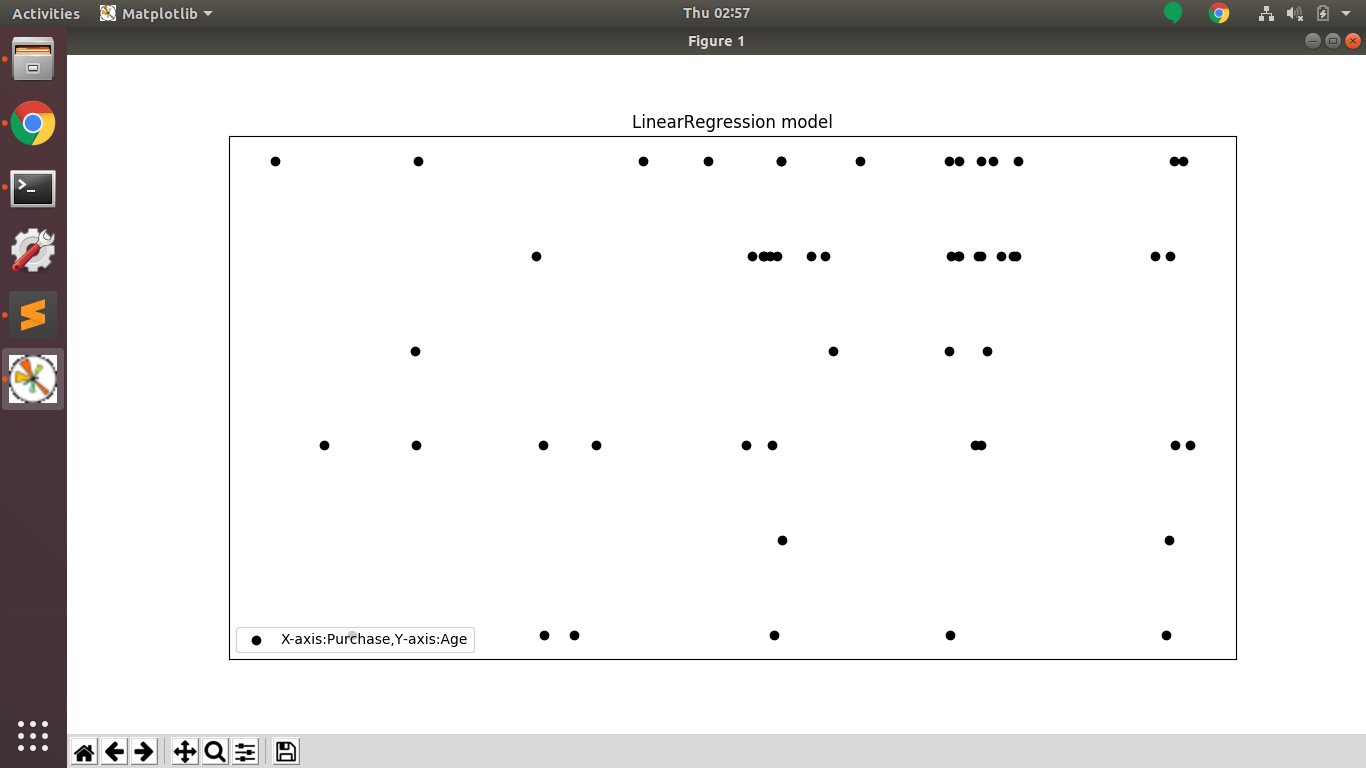 Activities Matplotlib Thu 02:57
Figure 1
LinearRegression model
X-axis:Purchase,Y-axis:Age